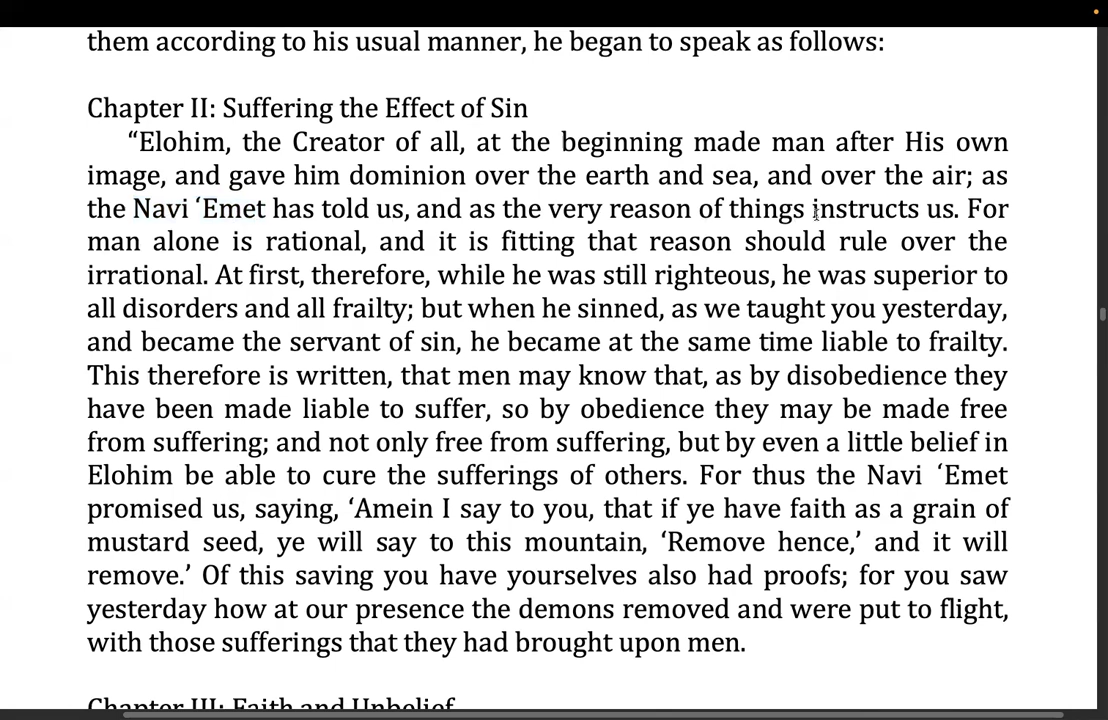 them according to his usual manner, he began to speak as follows:
Chapter II: Suffering the Effect of Sin
“Elohim, the Creator of all, at the beginning made man after His own
image, and gave him dominion over the earth and sea, and over the air; as
the Navi ‘Emet has told us, and as the very reason of things instructs us. For
man alone is rational, and it is fitting that reason should rule over the
irrational. At first, therefore, while he was still righteous, he was superior to
all disorders and all frailty; but when he sinned, as we taught you yesterday,
and became the servant of sin, he became at the same time liable to frailty.
This therefore is written, that men may know that, as by disobedience they
have been made liable to suffer, so by obedience they may be made free
from suffering; and not only free from suffering, but by even a little belief in
Elohim be able to cure the sufferings of others. For thus the Navi ‘Emet
promised us, saying, ‘Amein I say to you, that if ye have faith as a grain of
mustard seed, ye will say to this mountain, ‘Remove hence,’ and it will
remove.’ Of this saving you have yourselves also had proofs; for you saw
yesterday how at our presence the demons removed and were put to flight,
with those sufferings that they had brought upon men.
Chapter III: Faith and Unbelief